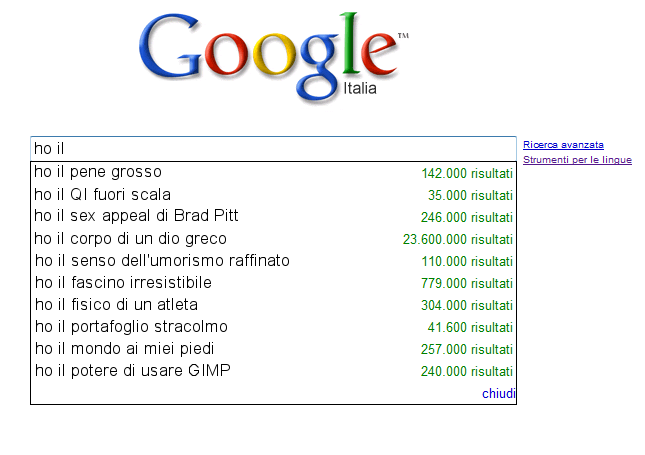 Google™
Italia
ho il
Ricerca avanzata
Strumenti per le lingue
ho il pene grosso 142.000 risultati
ho il QI fuori scala 35.000 risultati
ho il sex appeal di Brad Pitt 246.000 risultati
ho il corpo di un dio greco 23.600.000 risultati
ho il senso dell'umorismo raffinato 110.000 risultati
ho il fascino irresistibile 779.000 risultati
ho il fisico di un atleta 304.000 risultati
ho il portafoglio stracolmo 41.600 risultati
ho il mondo ai miei piedi 257.000 risultati
ho il potere di usare GIMP 240.000 risultati
chiudi